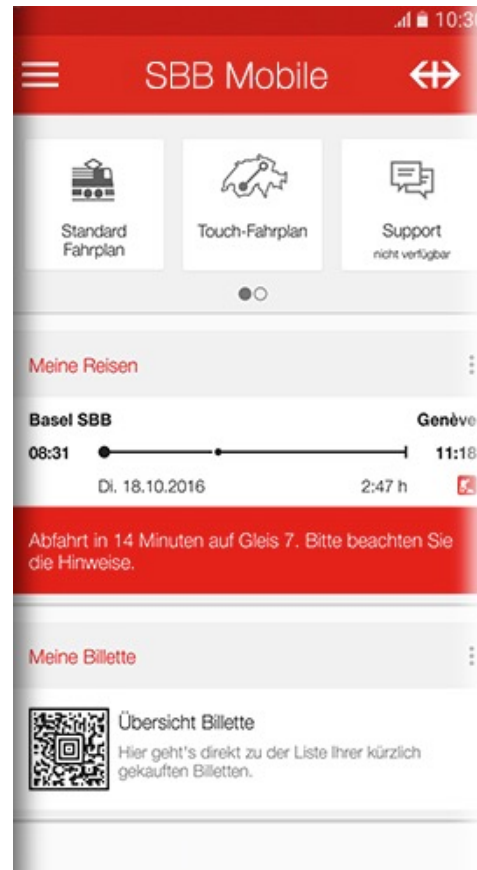 10:3
SBB Mobile
Standard
Fahrplan
Touch-Fahrplan
Support
nicht verfügbar
Meine Reisen
Basel SBB Genève
08:31 11:18
Di. 18.10.2016 2:47 h
Abfahrt in 14 Minuten auf Gleis 7. Bitte beachten Sie
die Hinweise.
Meine Billette
Übersicht Billette
Hier geht's direkt zu der Liste Ihrer kürzlich
gekauften Billetten.